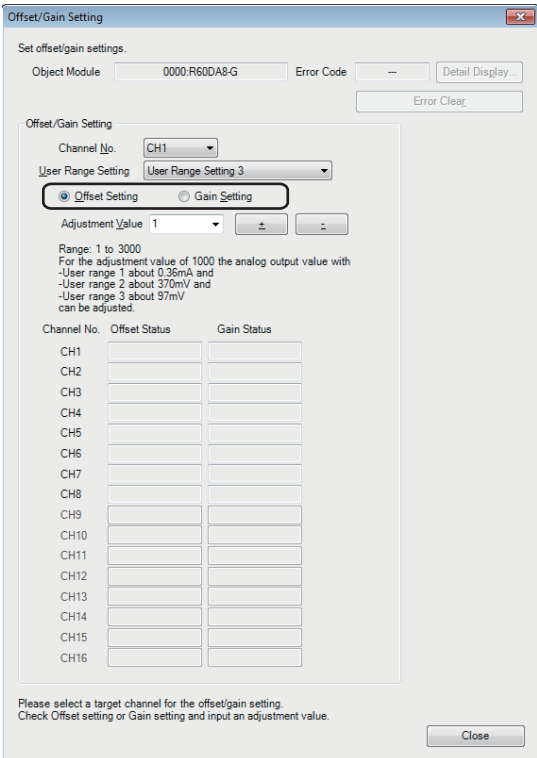 Offset/Gain Setting
Set offset/gain settings.
Object Module 0000:R60DA8-G Error Code --- Detail Display...
Error Clear
Offset/Gain Setting
Channel No. CH1
User Range Setting User Range Setting 3
Offset Setting Gain Setting
Adjustment Value 1 + -
Range: 1 to 3000
For the adjustment value of 1000 the analog output value with
-User range 1 about 0.36mA and
-User range 2 about 370mV and
-User range 3 about 97mV
can be adjusted.
Channel No. Offset Status Gain Status
CH1
CH2
CH3
CH4
CH5
CH6
CH7
CH8
CH9
CH10
CH11
CH12
CH13
CH14
CH15
CH16
Please select a target channel for the offset/gain setting.
Check Offset setting or Gain setting and input an adjustment value.
Close